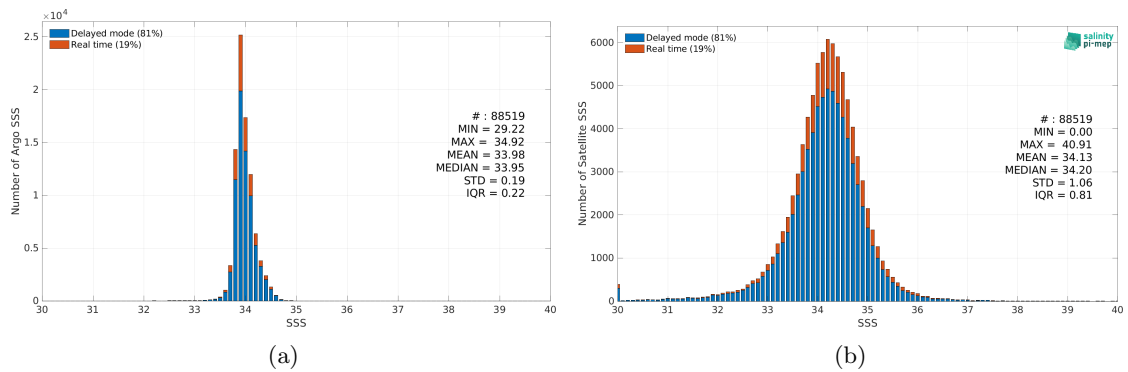 ×10⁴
Delayed mode (81%)
Real time (19%)
2.5
2
1.5
1
0.5
0
Number of Argo SSS
# : 88519
MIN = 29.22
MAX = 34.92
MEAN = 33.98
MEDIAN = 33.95
STD = 0.19
IQR = 0.22
30 31 32 33 34 35 36 37 38 39 40
SSS
(a)
Delayed mode (81%)
Real time (19%)
salinity
pi-mep
6000
5000
4000
3000
2000
1000
0
Number of Satellite SSS
# : 88519
MIN = 0.00
MAX = 40.91
MEAN = 34.13
MEDIAN = 34.20
STD = 1.06
IQR = 0.81
30 31 32 33 34 35 36 37 38 39 40
SSS
(b)